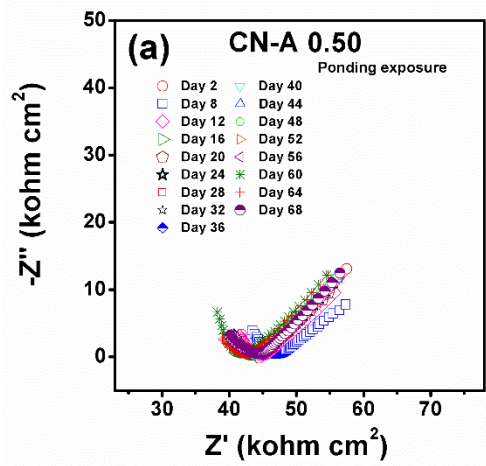 (a) CN-A 0.50
Ponding exposure
Day 2 Day 40
Day 8 Day 44
Day 12 Day 48
Day 16 Day 52
Day 20 Day 56
Day 24 Day 60
Day 28 Day 64
Day 32 Day 68
Day 36
50
40
30
20
10
0
-Z'' (kohm cm²)
30 40 50 60 70
Z' (kohm cm²)